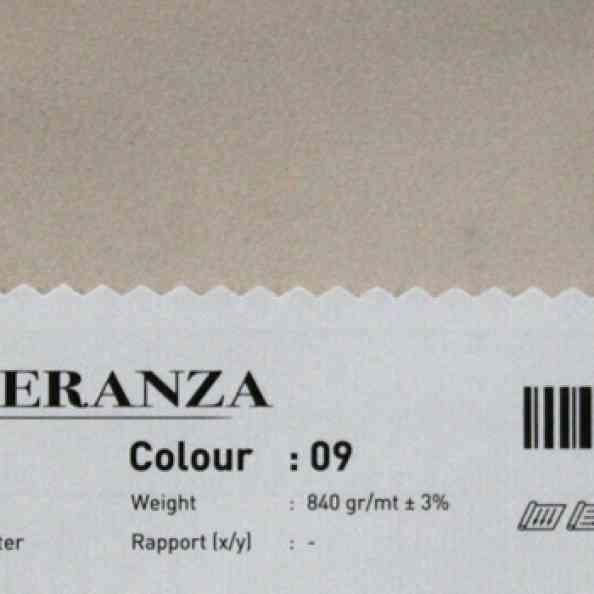 ERANZA
Colour : 09
Weight : 840 gr/mt ± 3%
ter Rapport (x/y) : -